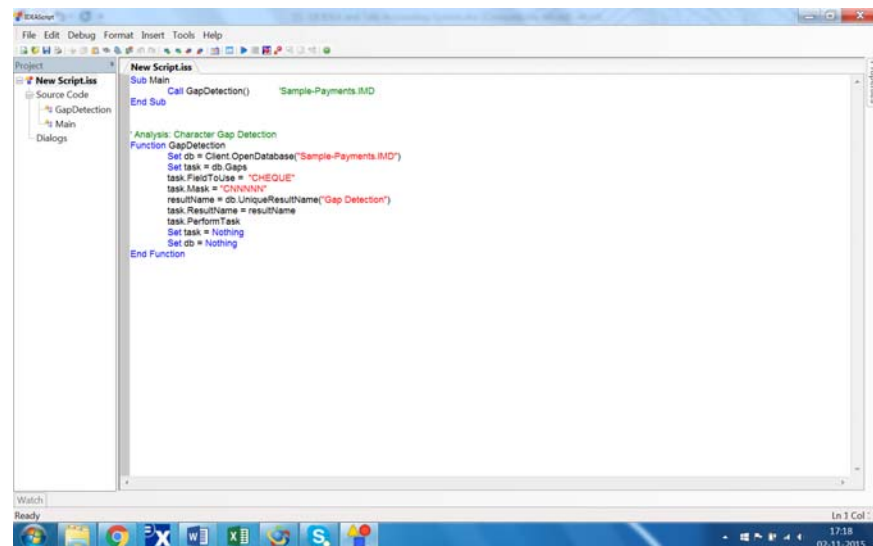 IDEAScript
File Edit Debug Format Insert Tools Help
Project
New Script.iss
Source Code
GapDetection
Main
Dialogs
New Script.iss
Sub Main
Call GapDetection() 'Sample-Payments.IMD
End Sub
' Analysis: Character Gap Detection
Function GapDetection
Set db = Client.OpenDatabase("Sample-Payments.IMD")
Set task = db.Gaps
task.FieldToUse = "CHEQUE"
task.Mask = "CNNNNN"
resultName = db.UniqueResultName("Gap Detection")
task.ResultName = resultName
task.PerformTask
Set task = Nothing
Set db = Nothing
End Function
Properties
Watch
Ready
Ln 1 Col
17:18
02-11-2015